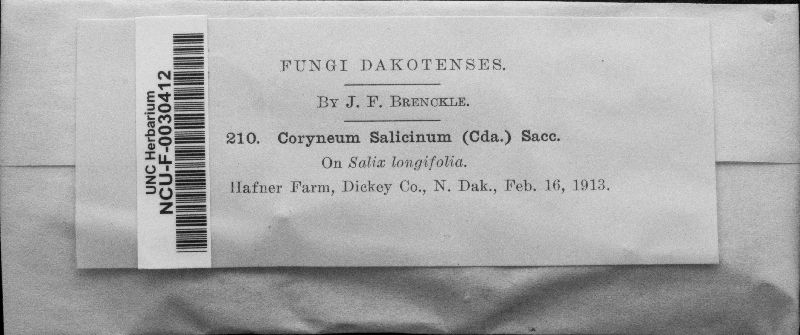 UNC Herbarium
NCU-F-0030412
FUNGI DAKOTENSES.
BY J. F. BRENCKLE.
210. Coryneum Salicinum (Cda.) Sacc.
On Salix longifolia.
Hafner Farm, Dickey Co., N. Dak., Feb. 16, 1913.